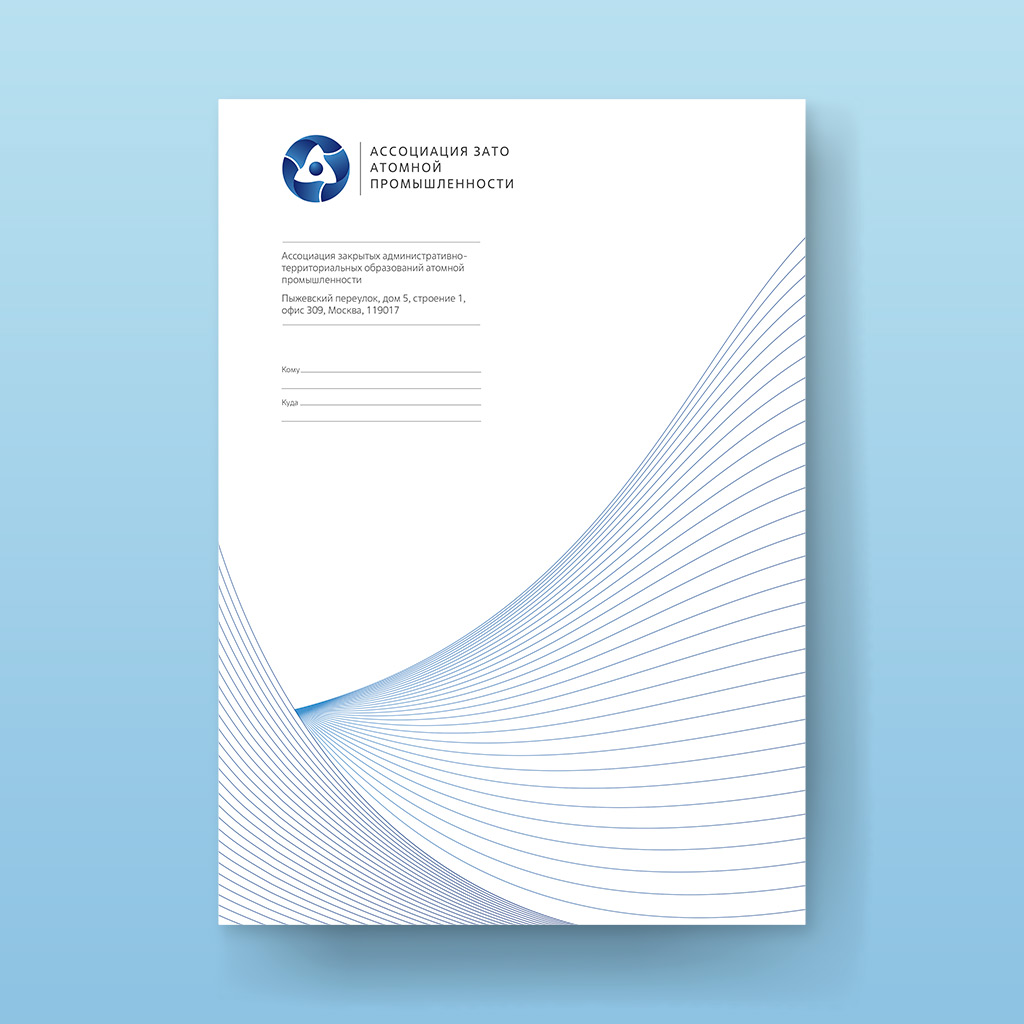 АССОЦИАЦИЯ ЗАТО
АТОМНОЙ
ПРОМЫШЛЕННОСТИ
Ассоциация закрытых административно-
территориальных образований атомной
промышленности
Пыжевский переулок, дом 5, строение 1,
офис 309, Москва, 119017
Кому
Куда